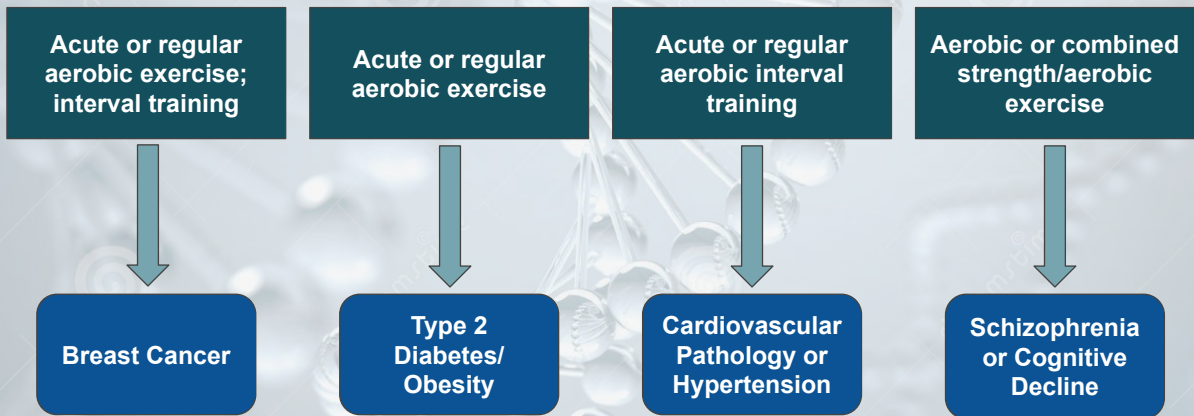 Acute or regular
aerobic exercise;
interval training
Acute or regular
aerobic exercise
Acute or regular
aerobic interval
training
Aerobic or combined
strength/aerobic
exercise
Breast Cancer
Type 2
Diabetes/
Obesity
Cardiovascular
Pathology or
Hypertension
Schizophrenia
or Cognitive
Decline